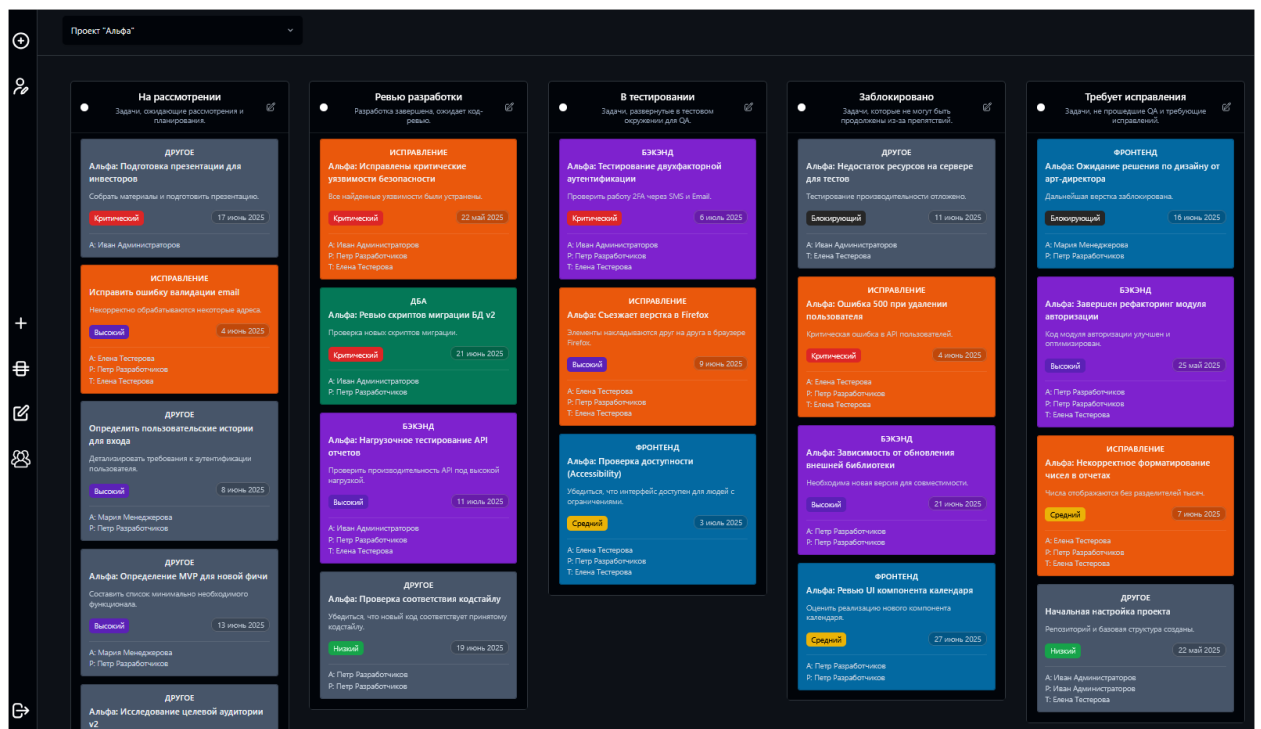 Проект "Альфа"
На рассмотрении
Задачи, ожидающие рассмотрения и
планирования.
ДРУГОЕ
Альфа: Подготовка презентации для
инвесторов
Собрать материалы и подготовить презентацию.
Критический
17 июнь 2025
А: Иван Администраторов
ИСПРАВЛЕНИЕ
Исправить ошибку валидации email
Некорректно обрабатываются некоторые адреса.
Высокий
4 июнь 2025
А: Елена Тестерова
Р: Петр Разработчиков
Т: Елена Тестерова
ДРУГОЕ
Определить пользовательские истории
для входа
Детализировать требования к аутентификации
пользователя.
Высокий
8 июнь 2025
А: Мария Менеджерова
Р: Петр Разработчиков
ДРУГОЕ
Альфа: Определение MVP для новой фичи
Составить список минимально необходимого
функционала.
Высокий
13 июнь 2025
А: Мария Менеджерова
Р: Петр Разработчиков
ДРУГОЕ
Альфа: Исследование целевой аудитории
v2
Ревью разработки
Разработка завершена, ожидает код-
ревью.
ИСПРАВЛЕНИЕ
Альфа: Исправлены критические
уязвимости безопасности
Все найденные уязвимости были устранены.
Критический
22 май 2025
А: Иван Администраторов
Р: Петр Разработчиков
Т: Елена Тестерова
ДБА
Альфа: Ревью скриптов миграции БД v2
Проверка новых скриптов миграции.
Критический
21 июнь 2025
А: Иван Администраторов
Р: Петр Разработчиков
БЭКЭНД
Альфа: Нагрузочное тестирование API
отчетов
Проверить производительность API под высокой
нагрузкой.
Высокий
11 июль 2025
А: Иван Администраторов
Р: Петр Разработчиков
Т: Елена Тестерова
ДРУГОЕ
Альфа: Проверка соответствия кодстайлу
Убедиться, что новый код соответствует принятому
кодстайлу.
Низкий
19 июнь 2025
А: Петр Разработчиков
Р: Петр Разработчиков
В тестировании
Задачи, развернутые в тестовом
окружении для QA.
БЭКЭНД
Альфа: Тестирование двухфакторной
аутентификации
Проверить работу 2FA через SMS и Email.
Критический
6 июль 2025
А: Иван Администраторов
Р: Петр Разработчиков
Т: Елена Тестерова
ИСПРАВЛЕНИЕ
Альфа: Съезжает верстка в Firefox
Элементы накладываются друг на друга в браузере
Firefox.
Высокий
9 июнь 2025
А: Елена Тестерова
Р: Петр Разработчиков
Т: Елена Тестерова
ФРОНТЕНД
Альфа: Проверка доступности
(Accessibility)
Убедиться, что интерфейс доступен для людей с
ограничениями.
Средний
3 июль 2025
А: Елена Тестерова
Р: Петр Разработчиков
Т: Елена Тестерова
Заблокировано
Задачи, которые не могут быть
продолжены из-за препятствий.
ДРУГОЕ
Альфа: Недостаток ресурсов на сервере
для тестов
Тестирование производительности отложено.
Блокирующий
11 июнь 2025
А: Иван Администраторов
Т: Елена Тестерова
ИСПРАВЛЕНИЕ
Альфа: Ошибка 500 при удалении
пользователя
Критическая ошибка в API пользователей.
Критический
4 июнь 2025
А: Елена Тестерова
Р: Петр Разработчиков
Т: Елена Тестерова
БЭКЭНД
Альфа: Зависимость от обновления
внешней библиотеки
Необходима новая версия для совместимости.
Высокий
21 июнь 2025
А: Петр Разработчиков
Р: Петр Разработчиков
ФРОНТЕНД
Альфа: Ревью UI компонента календаря
Оценить реализацию нового компонента
календаря.
Средний
27 июнь 2025
А: Петр Разработчиков
Р: Петр Разработчиков
Требует исправления
Задачи, не прошедшие QA и требующие
исправлений.
ФРОНТЕНД
Альфа: Ожидание решения по дизайну от
арт-директора
Дальнейшая верстка заблокирована.
Блокирующий
16 июнь 2025
А: Мария Менеджерова
Р: Петр Разработчиков
БЭКЭНД
Альфа: Завершен рефакторинг модуля
авторизации
Код модуля авторизации улучшен и
оптимизирован.
Высокий
25 май 2025
А: Петр Разработчиков
Р: Петр Разработчиков
Т: Елена Тестерова
ИСПРАВЛЕНИЕ
Альфа: Некорректное форматирование
чисел в отчетах
Числа отображаются без разделителей тысяч.
Средний
7 июнь 2025
А: Елена Тестерова
Р: Петр Разработчиков
Т: Елена Тестерова
ДРУГОЕ
Начальная настройка проекта
Репозиторий и базовая структура созданы.
Низкий
22 май 2025
А: Иван Администраторов
Р: Иван Администраторов
Т: Елена Тестерова